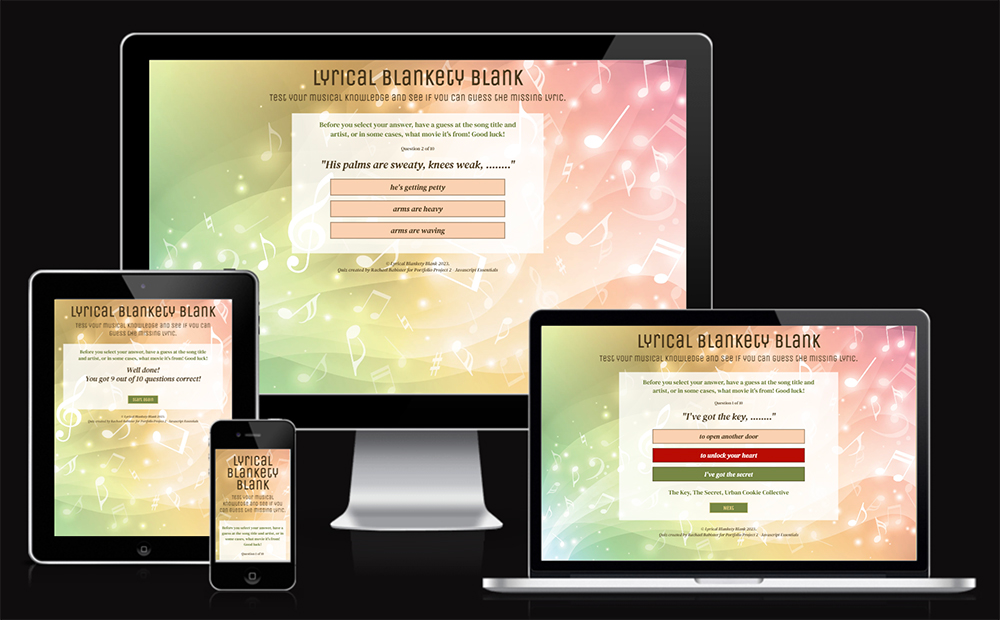 Lyrical Blankety Blank
Test your musical knowledge and see if you can guess the missing lyric.
Before you select your answer, have a guess at the song title and
artist, or in some cases, what movie it's from! Good luck!
Question 2 of 10
"His palms are sweaty, knees weak, ........"
he's getting petty
arms are heavy
arms are waving
© Lyrical Blankety Blank 2023.
Quiz created by Rachael for Portfolio Project 2 - Javascript Essentials
Lyrical Blankety Blank
Test your musical knowledge and see if you can
guess the missing lyric.
Before you select your answer, have a guess at the song title
and artist, or in some cases, what movie it's from! Good luck!
Well done!
You got 9 out of 10 questions correct!
© Lyrical Blankety Blank 2023.
Quiz created by Rachael for Portfolio Project 2 - Javascript Essentials
Lyrical
Blankety
Blank
Test your musical
knowledge and see if you
can guess the missing lyric.
Before you select your answer, have a
guess at the song title and artist, or in
some cases, what movie it's from!
Good luck!
Question 1 of 10
Lyrical Blankety Blank
Test your musical knowledge and see if you can guess the missing lyric.
Before you select your answer, have a guess at the song title and
artist, or in some cases, what movie it's from! Good luck!
Question 1 of 10
"I've got the key, ........"
to open another door
to unlock your heart
I've got the secret
The Key, The Secret, Urban Cookie Collective
NEXT
© Lyrical Blankety Blank 2023.
Quiz created by Rachael for Portfolio Project 2 - Javascript Essentials